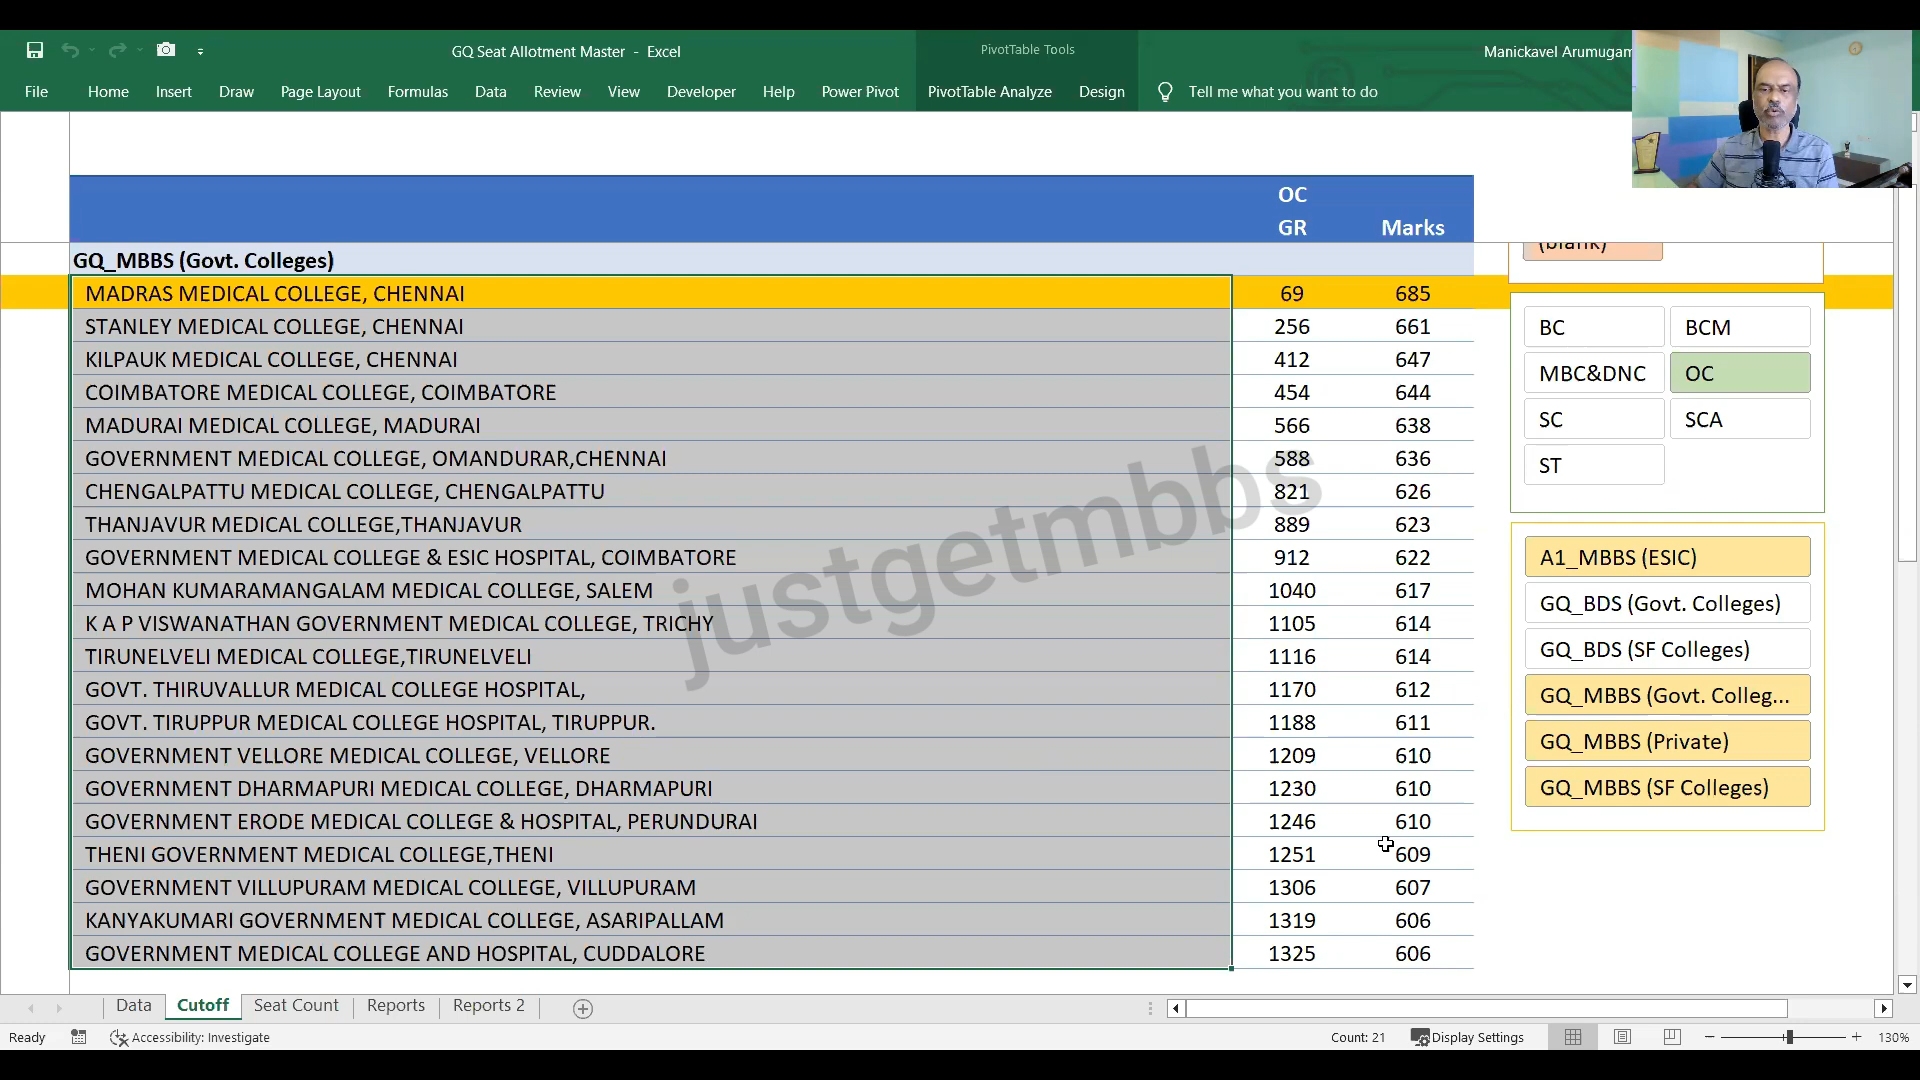 GQ Seat Allotment Master - Excel
PivotTable Tools
Manickavel Arumugam
File Home Insert Draw Page Layout Formulas Data Review View Developer Help Power Pivot PivotTable Analyze Design Tell me what you want to do
OC
GR Marks
GQ_MBBS (Govt. Colleges)
MADRAS MEDICAL COLLEGE, CHENNAI 69 685
STANLEY MEDICAL COLLEGE, CHENNAI 256 661
KILPAUK MEDICAL COLLEGE, CHENNAI 412 647
COIMBATORE MEDICAL COLLEGE, COIMBATORE 454 644
MADURAI MEDICAL COLLEGE, MADURAI 566 638
GOVERNMENT MEDICAL COLLEGE, OMANDURAR,CHENNAI 588 636
CHENGALPATTU MEDICAL COLLEGE, CHENGALPATTU 821 626
THANJAVUR MEDICAL COLLEGE,THANJAVUR 889 623
GOVERNMENT MEDICAL COLLEGE & ESIC HOSPITAL, COIMBATORE 912 622
MOHAN KUMARAMANGALAM MEDICAL COLLEGE, SALEM 1040 617
K A P VISWANATHAN GOVERNMENT MEDICAL COLLEGE, TRICHY 1105 614
TIRUNELVELI MEDICAL COLLEGE,TIRUNELVELI 1116 614
GOVT. THIRUVALLUR MEDICAL COLLEGE HOSPITAL, 1170 612
GOVT. TIRUPPUR MEDICAL COLLEGE HOSPITAL, TIRUPPUR. 1188 611
GOVERNMENT VELLORE MEDICAL COLLEGE, VELLORE 1209 610
GOVERNMENT DHARMAPURI MEDICAL COLLEGE, DHARMAPURI 1230 610
GOVERNMENT ERODE MEDICAL COLLEGE & HOSPITAL, PERUNDURAI 1246 610
THENI GOVERNMENT MEDICAL COLLEGE,THENI 1251 609
GOVERNMENT VILLUPURAM MEDICAL COLLEGE, VILLUPURAM 1306 607
KANYAKUMARI GOVERNMENT MEDICAL COLLEGE, ASARIPALLAM 1319 606
GOVERNMENT MEDICAL COLLEGE AND HOSPITAL, CUDDALORE 1325 606
justgetmbbs
(blank)
BC BCM
MBC&DNC OC
SC SCA
ST
A1_MBBS (ESIC)
GQ_BDS (Govt. Colleges)
GQ_BDS (SF Colleges)
GQ_MBBS (Govt. Colleg...
GQ_MBBS (Private)
GQ_MBBS (SF Colleges)
Data Cutoff Seat Count Reports Reports 2
Ready Accessibility: Investigate Count: 21 Display Settings 130%